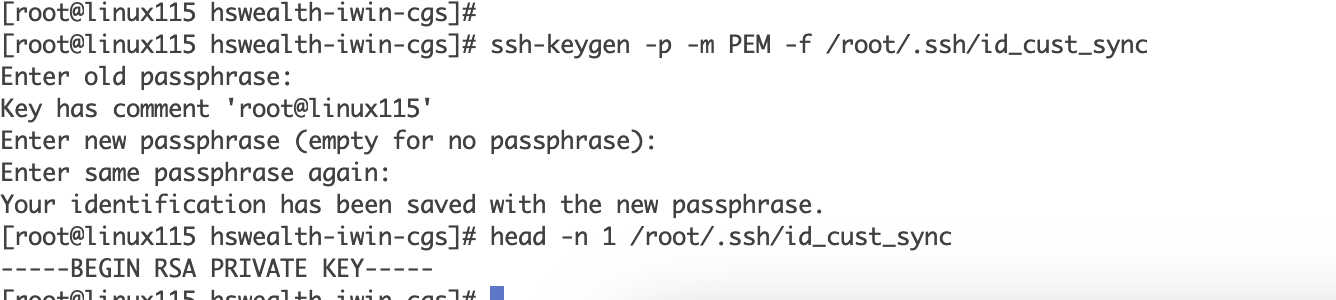 [root@linux115 hswealth-iwin-cgs]#
[root@linux115 hswealth-iwin-cgs]# ssh-keygen -p -m PEM -f /root/.ssh/id_cust_sync
Enter old passphrase:
Key has comment 'root@linux115'
Enter new passphrase (empty for no passphrase):
Enter same passphrase again:
Your identification has been saved with the new passphrase.
[root@linux115 hswealth-iwin-cgs]# head -n 1 /root/.ssh/id_cust_sync
-----BEGIN RSA PRIVATE KEY-----
[root@linux115 hswealth-iwin-cgs]#